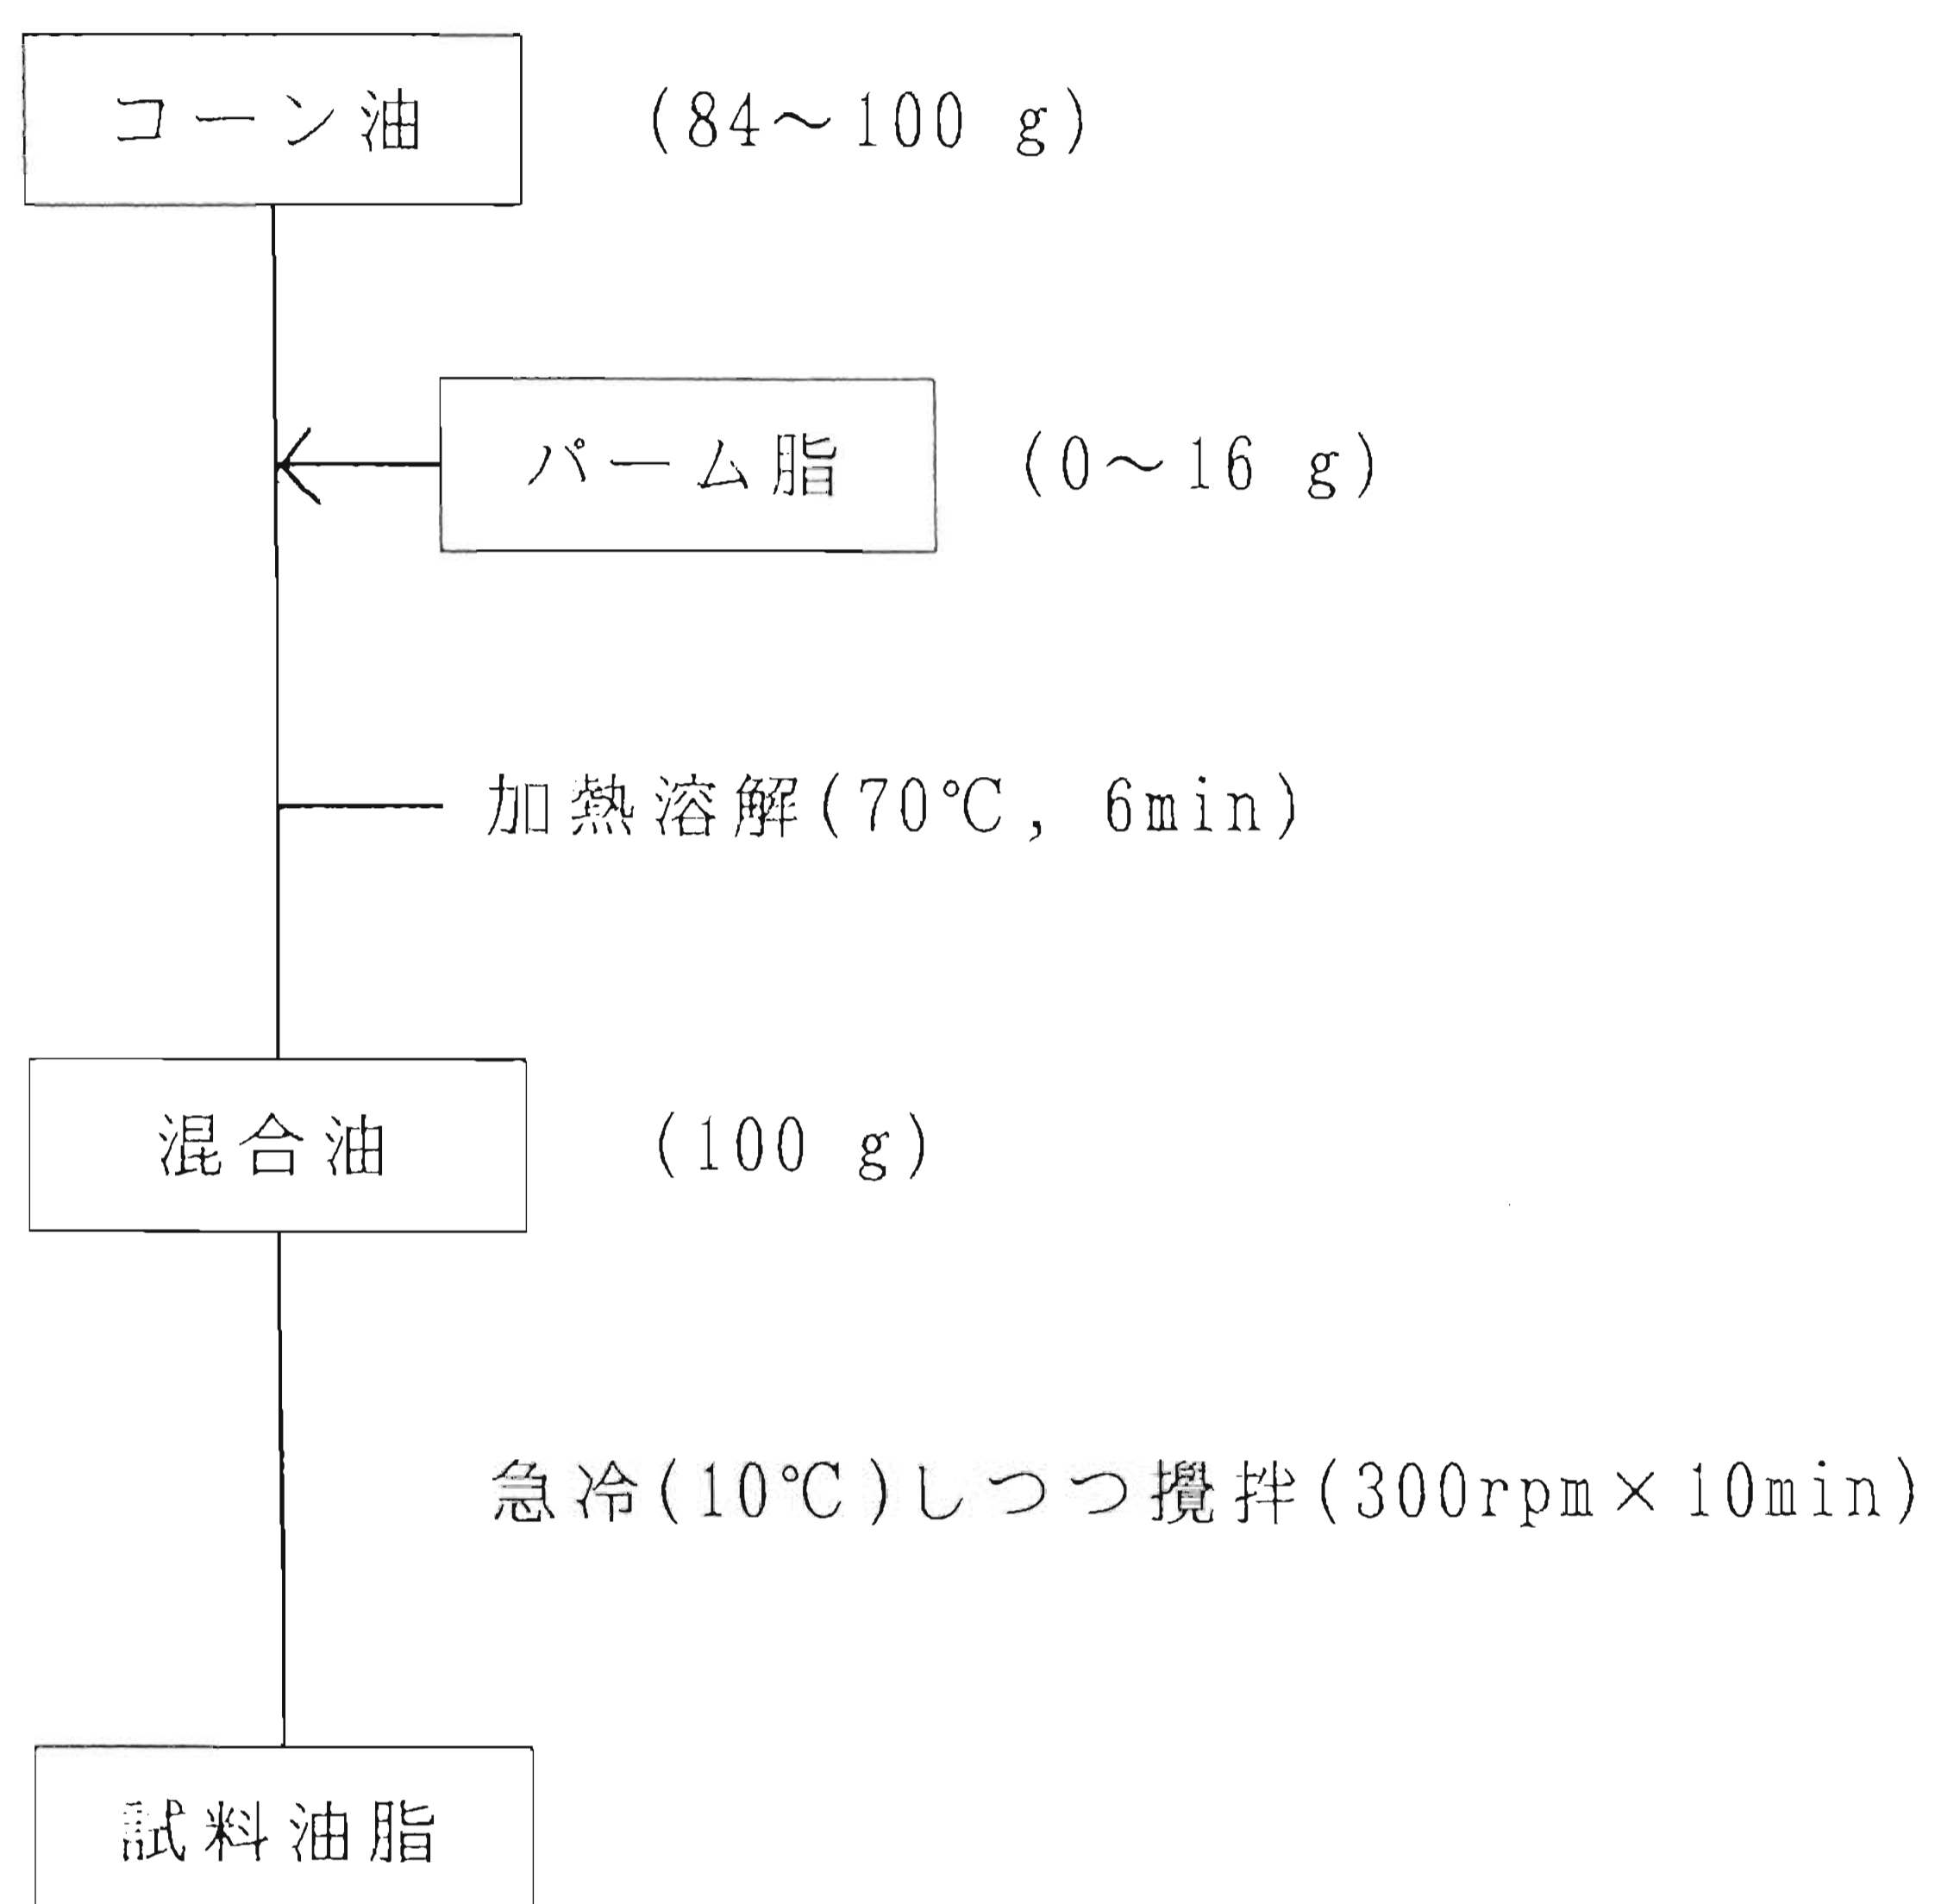 コーン油 (84～100 g)
パーム脂 (0～16 g)
加熱溶解(70℃, 6min)
混合油 (100 g)
急冷(10℃)しつつ攪拌(300rpm×10min)
試料油脂